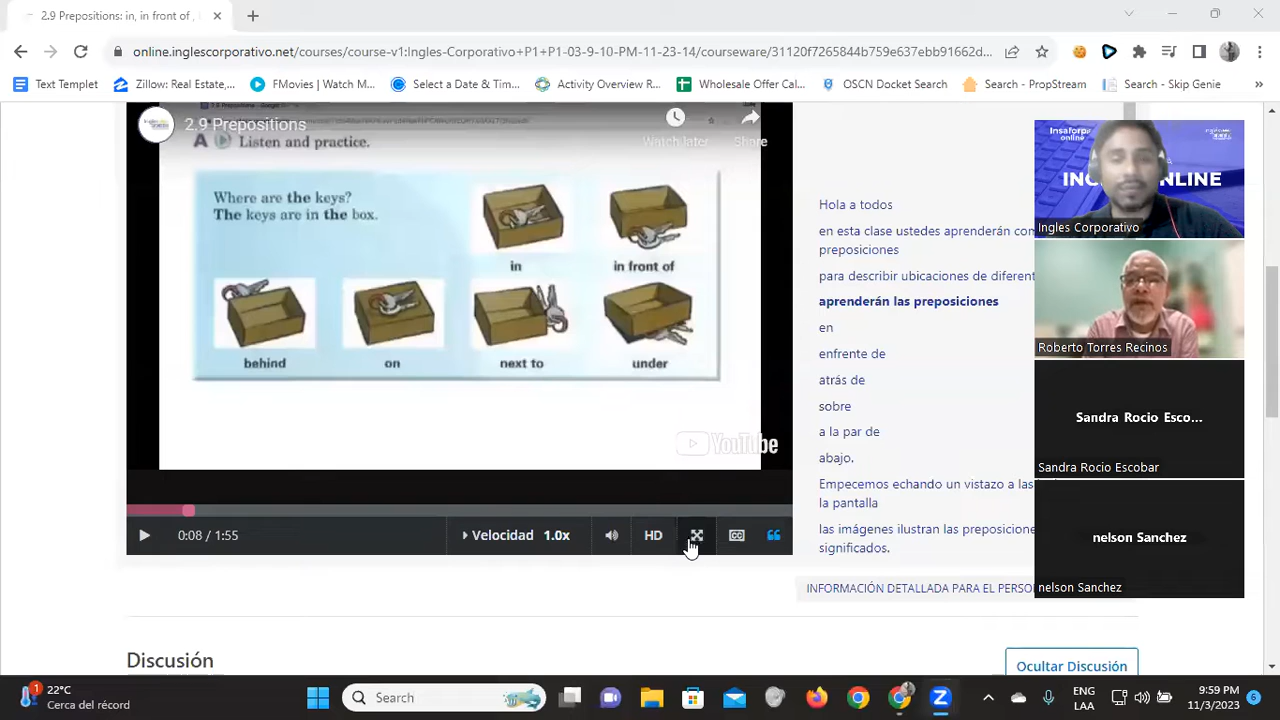 2.9 Prepositions: in, in front of ,
online.inglescorporativo.net/courses/course-v1:Ingles-Corporativo+P1+P1-03-9-10-PM-11-23-14/courseware/31120f7265844b759e637ebb91662d...
Text Templet
Zillow: Real Estate,...
FMovies | Watch M...
Select a Date & Tim...
Activity Overview R...
Wholesale Offer Cal...
OSCN Docket Search
Search - PropStream
Search - Skip Genie
»
2.9 Prepositions
Watch later
Share
A Listen and practice.
Where are the keys?
The keys are in the box.
in
in front of
behind
on
next to
under
YouTube
0:08 / 1:55
Velocidad 1.0x
HD
Hola a todos
en esta clase ustedes aprenderán con
preposiciones
para describir ubicaciones de diferent
aprenderán las preposiciones
en
enfrente de
atrás de
sobre
a la par de
abajo.
Empecemos echando un vistazo a las
la pantalla
las imágenes ilustran las preposicione
significados.
INFORMACIÓN DETALLADA PARA EL PERSO
Discusión
Ocultar Discusión
Insaforp
online
Ingles Corporativo
Roberto Torres Recinos
Sandra Rocio Esco...
Sandra Rocio Escobar
nelson Sanchez
nelson Sanchez
1
22°C
Cerca del récord
Search
ENG
LAA
9:59 PM
11/3/2023
6